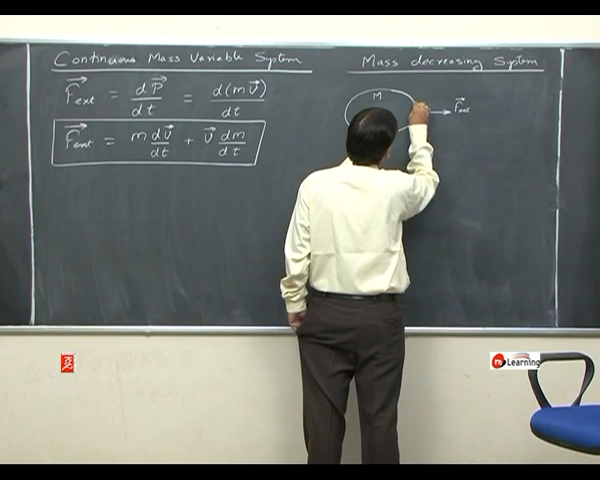 Continuous Mass Variable System
F⃗ext = dP⃗/dt = d(mv⃗)/dt
F⃗ext = m dv⃗/dt + v⃗ dm/dt
Mass decreasing System
M
F⃗ext
Learning